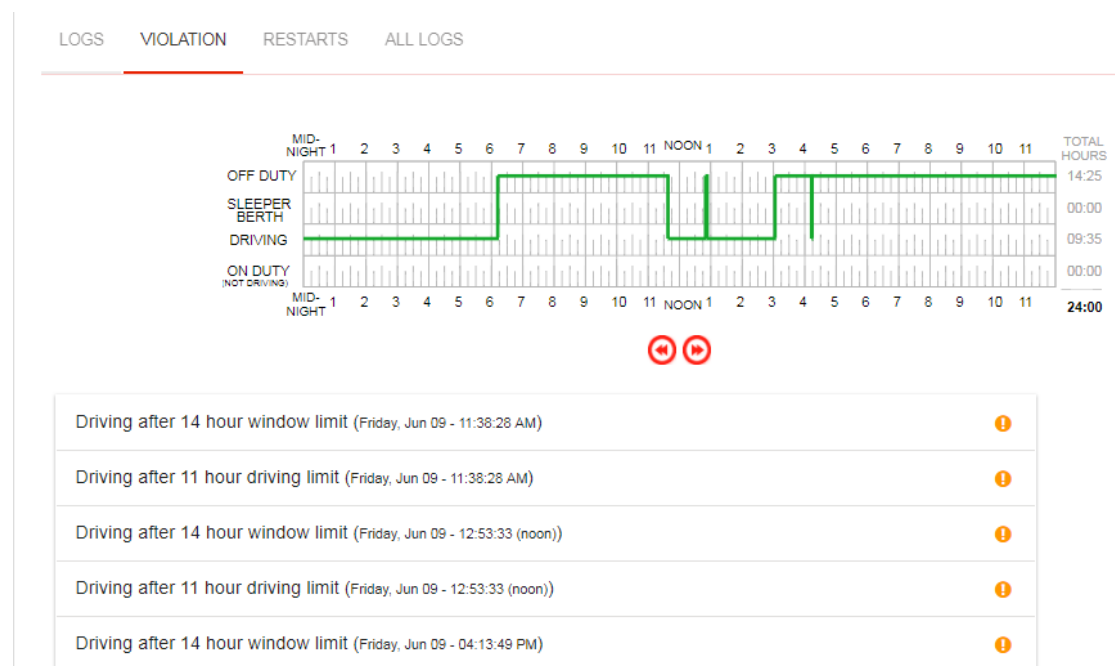 LOGS VIOLATION RESTARTS ALL LOGS
MID-
NIGHT 1 2 3 4 5 6 7 8 9 10 11 NOON 1 2 3 4 5 6 7 8 9 10 11
TOTAL
HOURS
OFF DUTY 14:25
SLEEPER
BERTH 00:00
DRIVING 09:35
ON DUTY 00:00
(NOT DRIVING)
MID-
NIGHT 1 2 3 4 5 6 7 8 9 10 11 NOON 1 2 3 4 5 6 7 8 9 10 11 24:00
Driving after 14 hour window limit (Friday, Jun 09 - 11:38:28 AM)
Driving after 11 hour driving limit (Friday, Jun 09 - 11:38:28 AM)
Driving after 14 hour window limit (Friday, Jun 09 - 12:53:33 (noon))
Driving after 11 hour driving limit (Friday, Jun 09 - 12:53:33 (noon))
Driving after 14 hour window limit (Friday, Jun 09 - 04:13:49 PM)